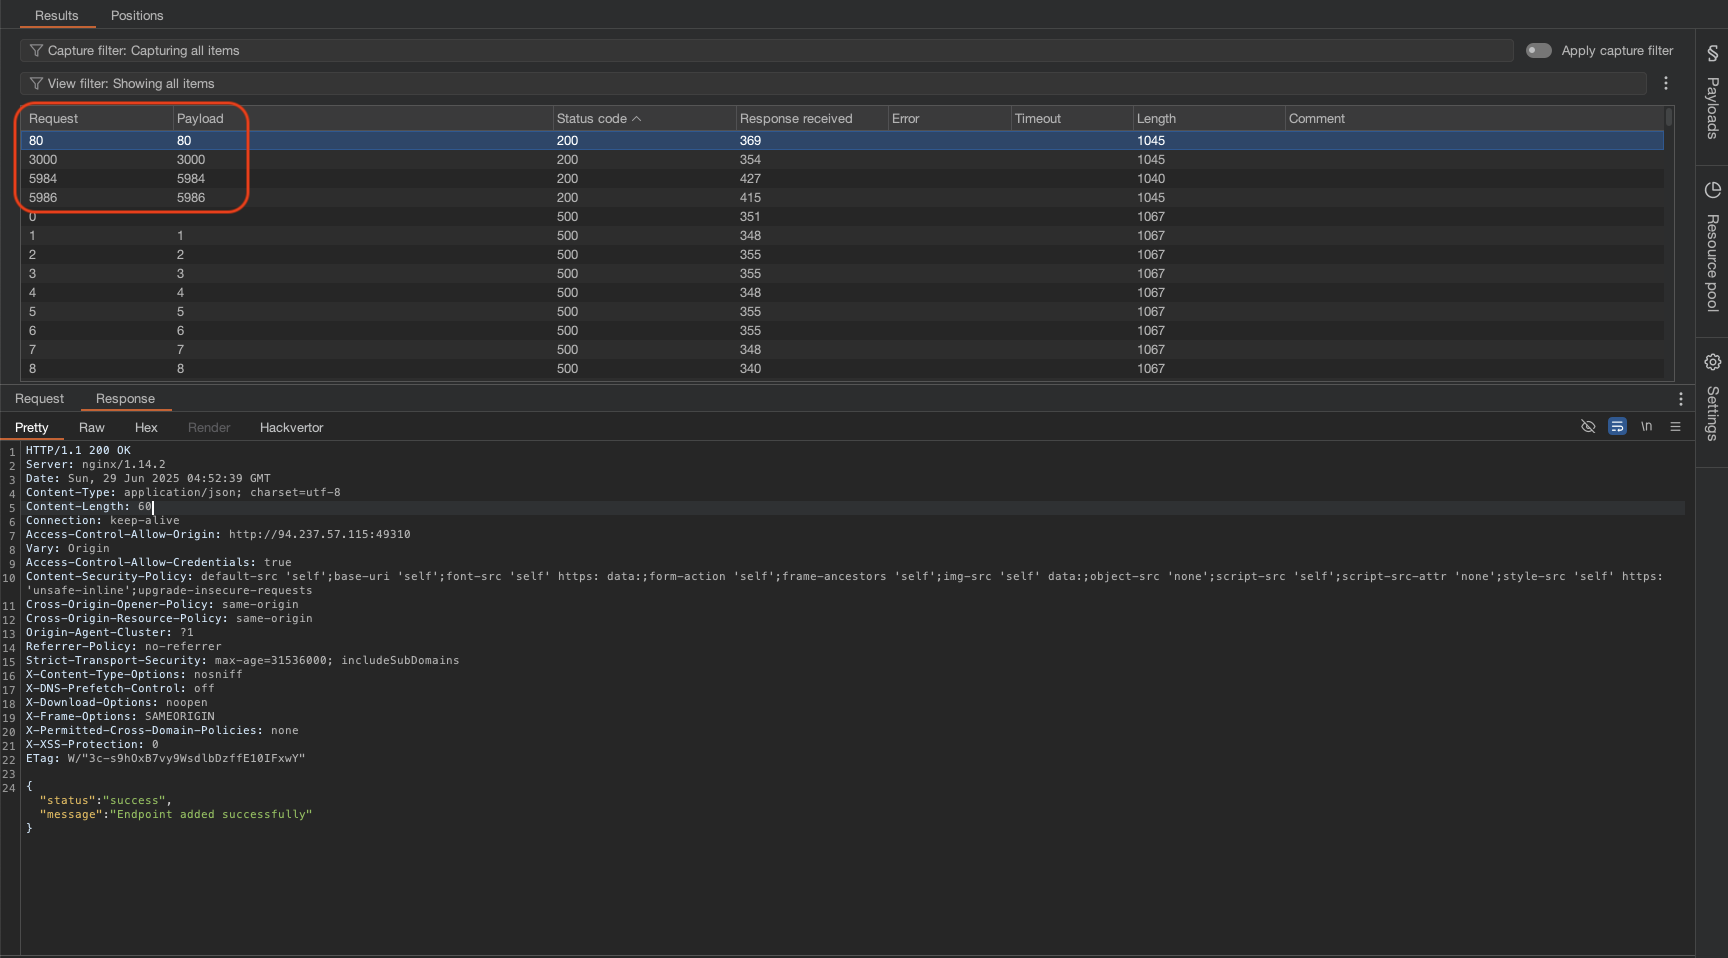 Results Positions
Capture filter: Capturing all items Apply capture filter
View filter: Showing all items
Request Payload Status code Response received Error Timeout Length Comment
80 80 200 369 1045
3000 3000 200 354 1045
5984 5984 200 427 1040
5986 5986 200 415 1045
0 500 351 1067
1 1 500 348 1067
2 2 500 355 1067
3 3 500 355 1067
4 4 500 348 1067
5 5 500 355 1067
6 6 500 355 1067
7 7 500 348 1067
8 8 500 340 1067
Payloads
Resource pool
Settings
Request Response
Pretty Raw Hex Render Hackvertor \n
1 HTTP/1.1 200 OK
2 Server: nginx/1.14.2
3 Date: Sun, 29 Jun 2025 04:52:39 GMT
4 Content-Type: application/json; charset=utf-8
5 Content-Length: 60
6 Connection: keep-alive
7 Access-Control-Allow-Origin: http://94.237.57.115:49310
8 Vary: Origin
9 Access-Control-Allow-Credentials: true
10 Content-Security-Policy: default-src 'self';base-uri 'self';font-src 'self' https: data:;form-action 'self';frame-ancestors 'self';img-src 'self' data:;object-src 'none';script-src 'self';script-src-attr 'none';style-src 'self' https:
'unsafe-inline';upgrade-insecure-requests
11 Cross-Origin-Opener-Policy: same-origin
12 Cross-Origin-Resource-Policy: same-origin
13 Origin-Agent-Cluster: ?1
14 Referrer-Policy: no-referrer
15 Strict-Transport-Security: max-age=31536000; includeSubDomains
16 X-Content-Type-Options: nosniff
17 X-DNS-Prefetch-Control: off
18 X-Download-Options: noopen
19 X-Frame-Options: SAMEORIGIN
20 X-Permitted-Cross-Domain-Policies: none
21 X-XSS-Protection: 0
22 ETag: W/"3c-s9hOxB7vy9WsdlbDzffE10IFxwY"
23
24 {
"status":"success",
"message":"Endpoint added successfully"
}